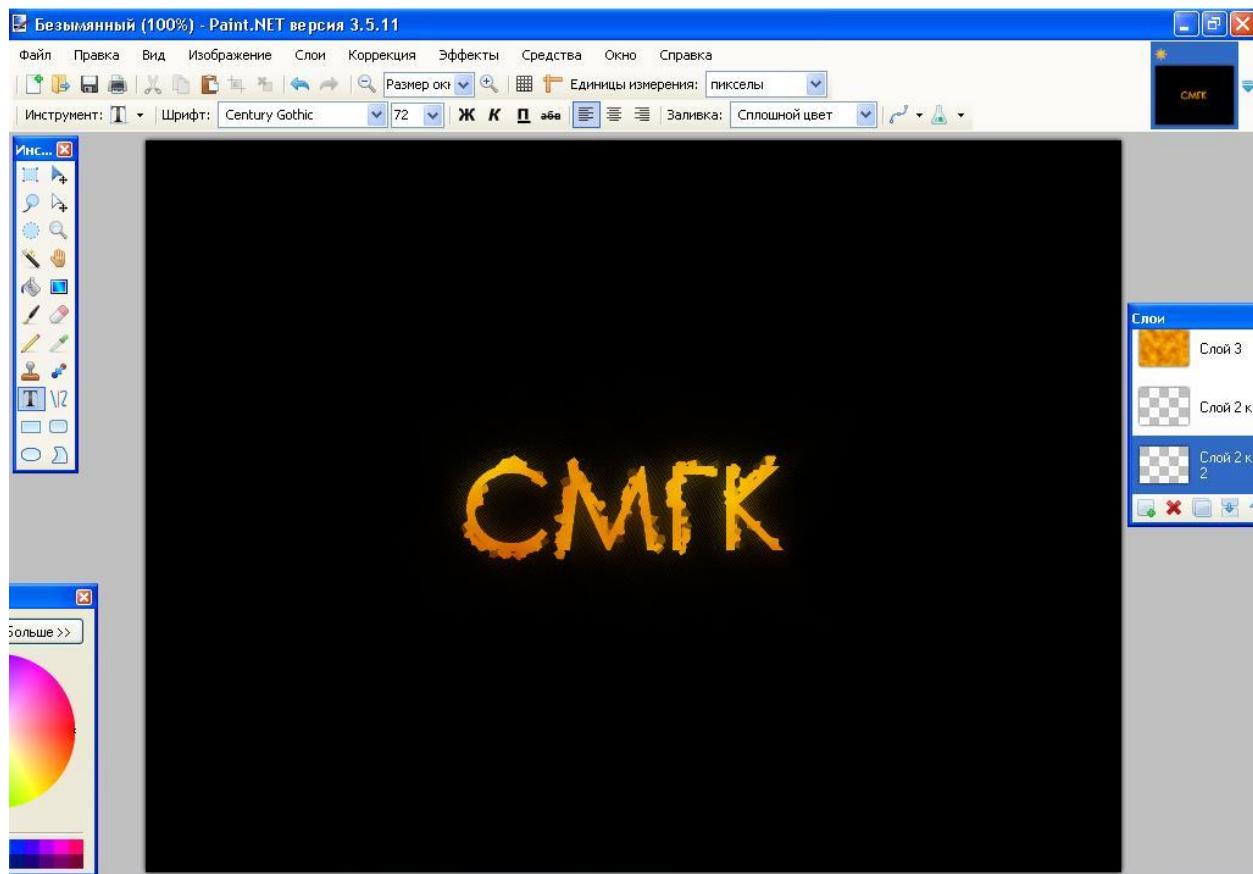 Безымянный (100%) - Paint.NET версия 3.5.11
Файл Правка Вид Изображение Слои Коррекция Эффекты Средства Окно Справка
Размер окн Единицы измерения: пикселы
Инструмент: Шрифт: Century Gothic 72 Ж К П абв Заливка: Сплошной цвет
СМГК
Инс...
Слои
Слой 3
Слой 2 к
Слой 2 к
2
СМГК
Больше >>